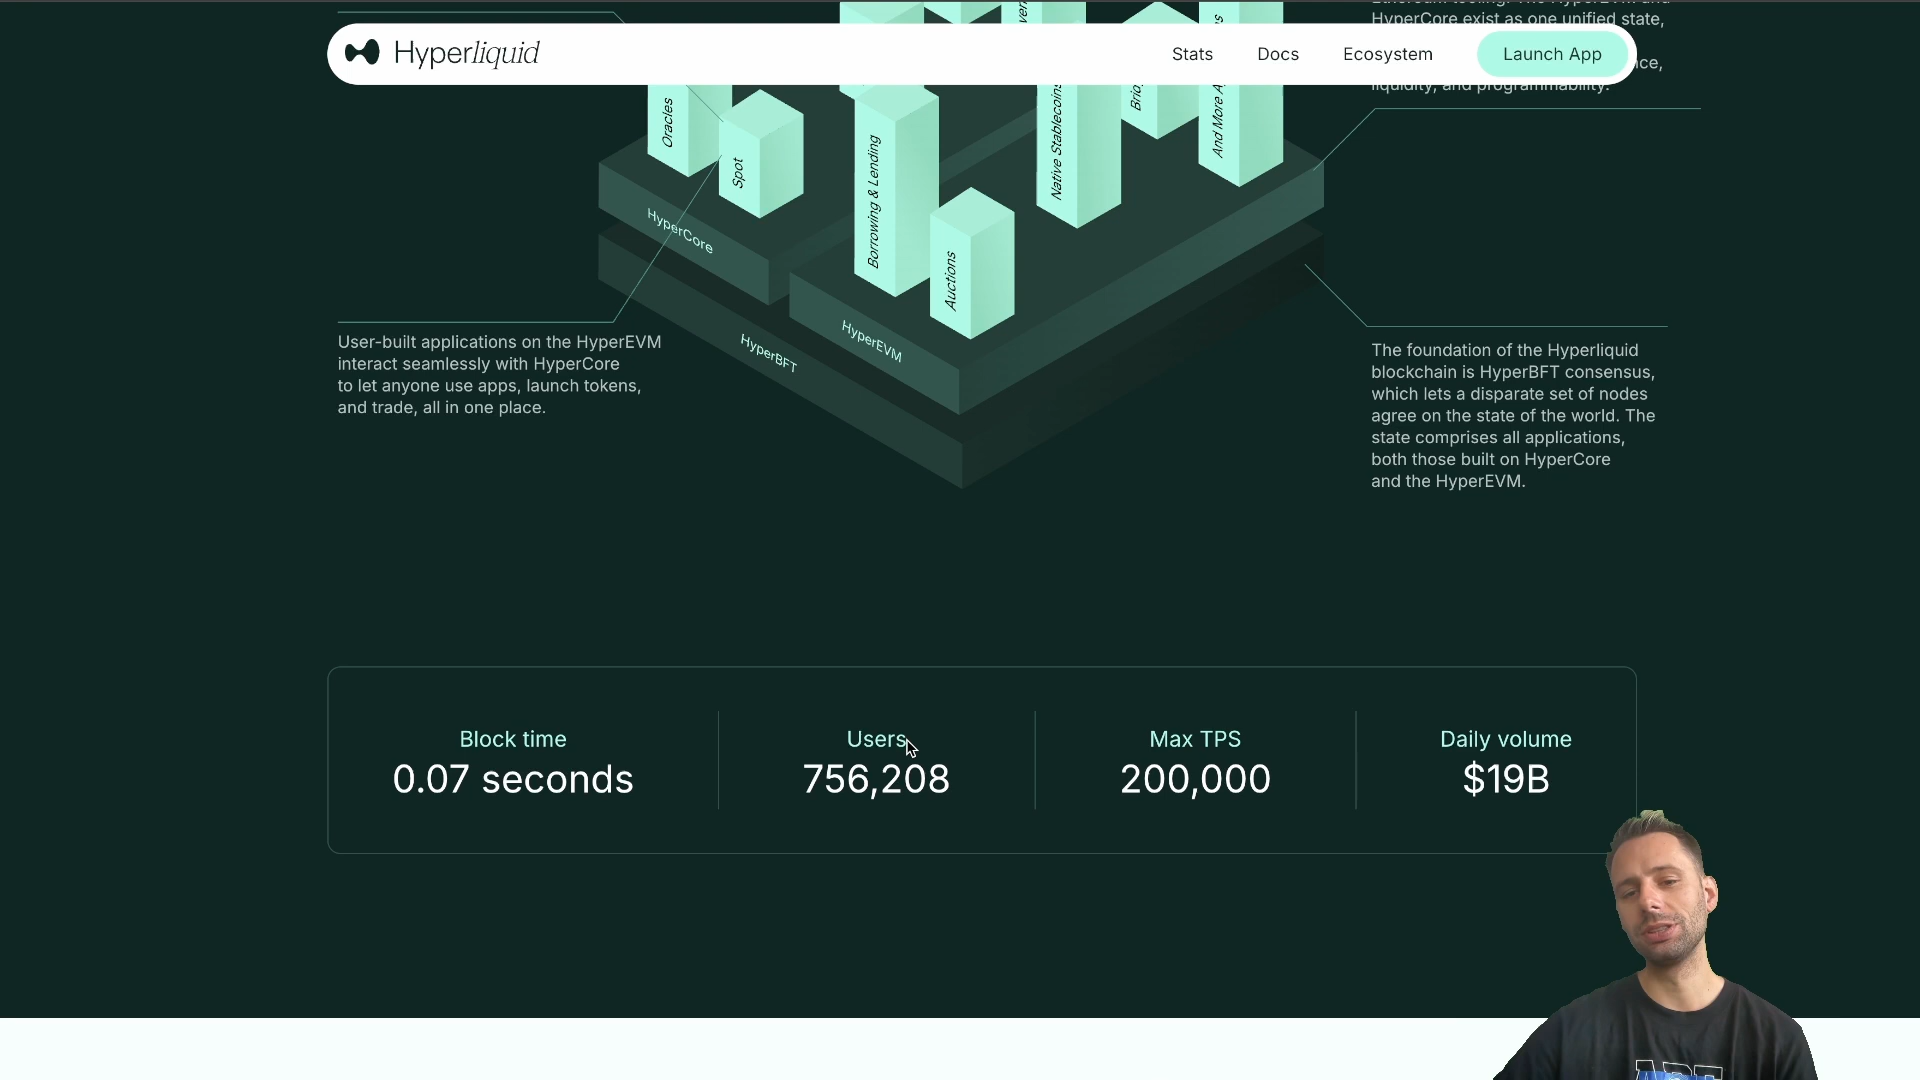 HyperCore exist as one unified state,
Hyperliquid
Stats
Docs
Ecosystem
Launch App
liquidity, and programmability.
Oracles
Spot
Borrowing & Lending
Auctions
Native Stablecoins
And More
HyperCore
HyperEVM
HyperBFT
User-built applications on the HyperEVM
interact seamlessly with HyperCore
to let anyone use apps, launch tokens,
and trade, all in one place.
The foundation of the Hyperliquid
blockchain is HyperBFT consensus,
which lets a disparate set of nodes
agree on the state of the world. The
state comprises all applications,
both those built on HyperCore
and the HyperEVM.
Block time
0.07 seconds
Users
756,208
Max TPS
200,000
Daily volume
$19B